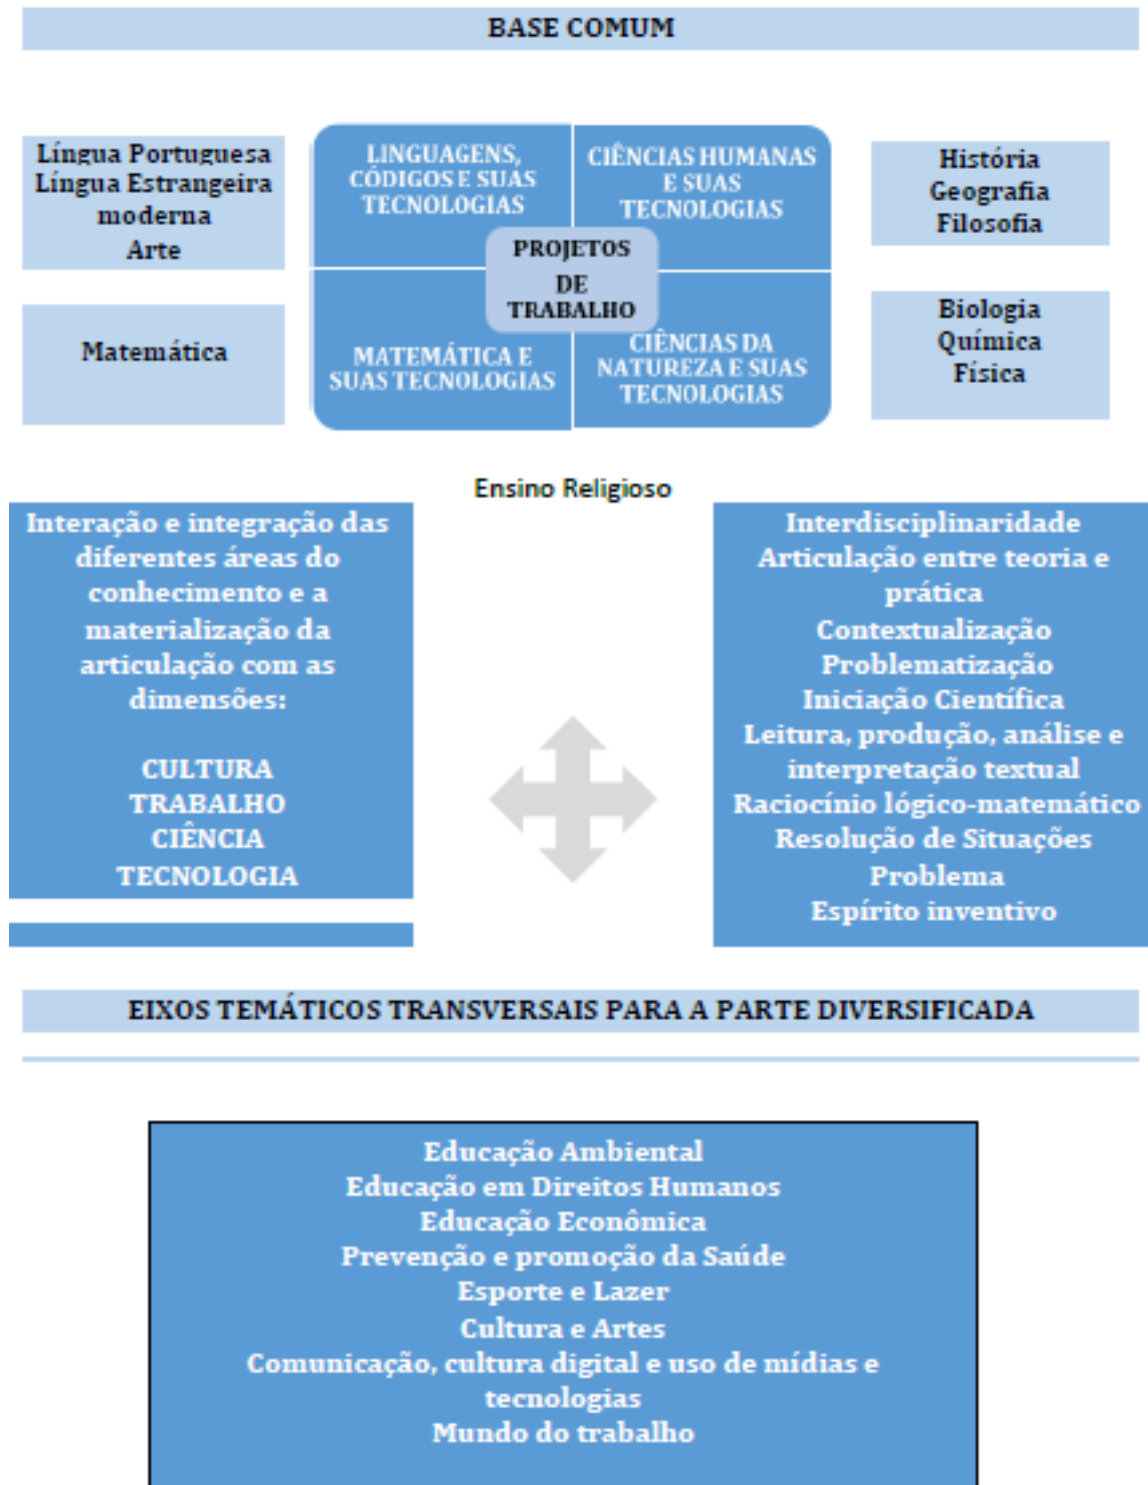 BASE COMUM
Língua Portuguesa
Língua Estrangeira
moderna
Arte
LINGUAGENS,
CÓDIGOS E SUAS
TECNOLOGIAS
CIÊNCIAS HUMANAS
E SUAS
TECNOLOGIAS
História
Geografia
Filosofia
PROJETOS
DE
TRABALHO
Matemática
MATEMÁTICA E
SUAS TECNOLOGIAS
CIÊNCIAS DA
NATUREZA E SUAS
TECNOLOGIAS
Biologia
Química
Física
Ensino Religioso
Interação e integração das
diferentes áreas do
conhecimento e a
materialização da
articulação com as
dimensões:
CULTURA
TRABALHO
CIÊNCIA
TECNOLOGIA
Interdisciplinaridade
Articulação entre teoria e
prática
Contextualização
Problematização
Iniciação Científica
Leitura, produção, análise e
interpretação textual
Raciocínio lógico-matemático
Resolução de Situações
Problema
Espírito inventivo
EIXOS TEMÁTICOS TRANSVERSAIS PARA A PARTE DIVERSIFICADA
Educação Ambiental
Educação em Direitos Humanos
Educação Econômica
Prevenção e promoção da Saúde
Esporte e Lazer
Cultura e Artes
Comunicação, cultura digital e uso de mídias e
tecnologias
Mundo do trabalho